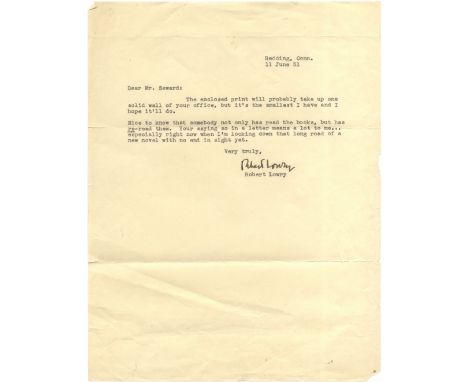 Redding, Conn.
11 June 51
Dear Mr. Seward:
The enclosed print will probably take up one
solid wall of your office, but it's the smallest I have and I
hope it'll do.
Nice to know that somebody not only has read the books, but has
re-read them. Your saying so in a letter means a lot to me...
especially right now when I'm looking down that long road of
a new novel with no end in sight yet.
Very truly,
Robert Lowry
Robert Lowry